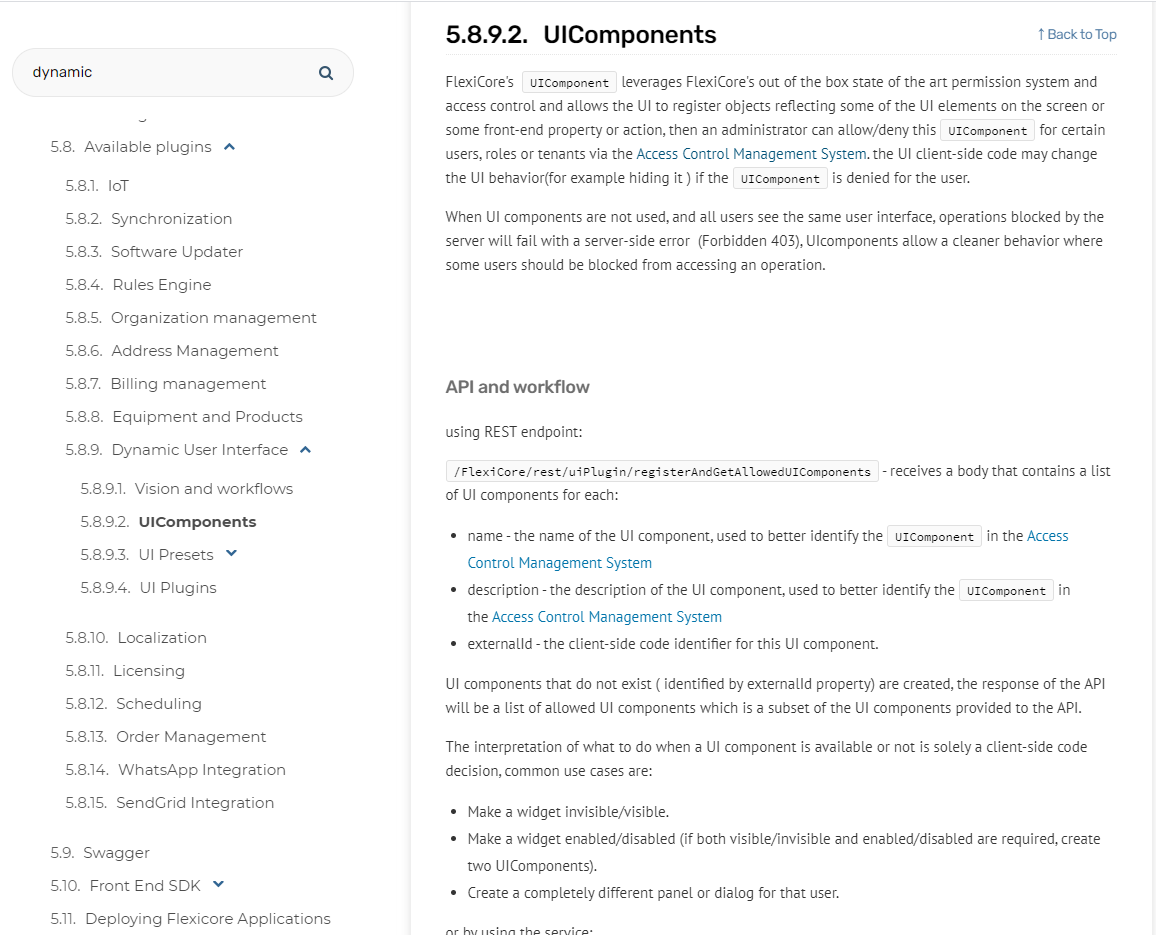 dynamic
5.8. Available plugins
5.8.1. IoT
5.8.2. Synchronization
5.8.3. Software Updater
5.8.4. Rules Engine
5.8.5. Organization management
5.8.6. Address Management
5.8.7. Billing management
5.8.8. Equipment and Products
5.8.9. Dynamic User Interface
5.8.9.1. Vision and workflows
5.8.9.2. UIComponents
5.8.9.3. UI Presets
5.8.9.4. UI Plugins
5.8.10. Localization
5.8.11. Licensing
5.8.12. Scheduling
5.8.13. Order Management
5.8.14. WhatsApp Integration
5.8.15. SendGrid Integration
5.9. Swagger
5.10. Front End SDK
5.11. Deploying Flexicore Applications
5.8.9.2. UIComponents
↑ Back to Top
FlexiCore's UIComponent leverages FlexiCore's out of the box state of the art permission system and
access control and allows the UI to register objects reflecting some of the UI elements on the screen or
some front-end property or action, then an administrator can allow/deny this UIComponent for certain
users, roles or tenants via the Access Control Management System. the UI client-side code may change
the UI behavior(for example hiding it ) if the UIComponent is denied for the user.
When UI components are not used, and all users see the same user interface, operations blocked by the
server will fail with a server-side error (Forbidden 403), UIcomponents allow a cleaner behavior where
some users should be blocked from accessing an operation.
API and workflow
using REST endpoint:
/FlexiCore/rest/uiPlugin/registerAndGetAllowedUIComponents - receives a body that contains a list
of UI components for each:
• name - the name of the UI component, used to better identify the UIComponent in the Access
Control Management System
• description - the description of the UI component, used to better identify the UIComponent in
the Access Control Management System
• externalId - the client-side code identifier for this UI component.
UI components that do not exist ( identified by externalId property) are created, the response of the API
will be a list of allowed UI components which is a subset of the UI components provided to the API.
The interpretation of what to do when a UI component is available or not is solely a client-side code
decision, common use cases are:
• Make a widget invisible/visible.
• Make a widget enabled/disabled (if both visible/invisible and enabled/disabled are required, create
two UIComponents).
• Create a completely different panel or dialog for that user.
or by using the service: